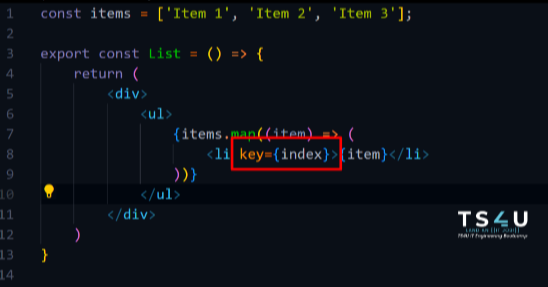 1 const items = ['Item 1', 'Item 2', 'Item 3'];
2
3 export const List = () => {
4 return (
5 <div>
6 <ul>
7 {items.map((item) => (
8 <li key={index}>{item}</li>
9 ))}
10 </ul>
11 </div>
12 )
13 }
14
TS4U